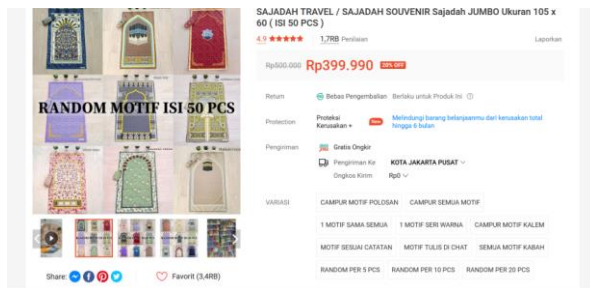 SAJADAH TRAVEL / SAJADAH SOUVENIR Sajadah JUMBO Ukuran 105 x
60 ( ISI 50 PCS )
4.9
1,7RB Penilaian
Laporkan
Rp500.000 Rp399.990 20% OFF
RANDOM MOTIF ISI 50 PCS
Return
Bebas Pengembalian Berlaku untuk Produk Ini
Protection
Proteksi
Kerusakan +
New
Melindungi barang belanjaanmu dari kerusakan total
hingga 6 bulan
Pengiriman
Gratis Ongkir
Pengiriman Ke
KOTA JAKARTA PUSAT
Ongkos Kirim
Rp0
VARIASI
CAMPUR MOTIF POLOSAN
CAMPUR SEMUA MOTIF
1 MOTIF SAMA SEMUA
1 MOTIF SERI WARNA
CAMPUR MOTIF KALEM
MOTIF SESUAI CATATAN
MOTIF TULIS DI CHAT
SEMUA MOTIF KABAH
RANDOM PER 5 PCS
RANDOM PER 10 PCS
RANDOM PER 20 PCS
Share:
Favorit (3,4RB)